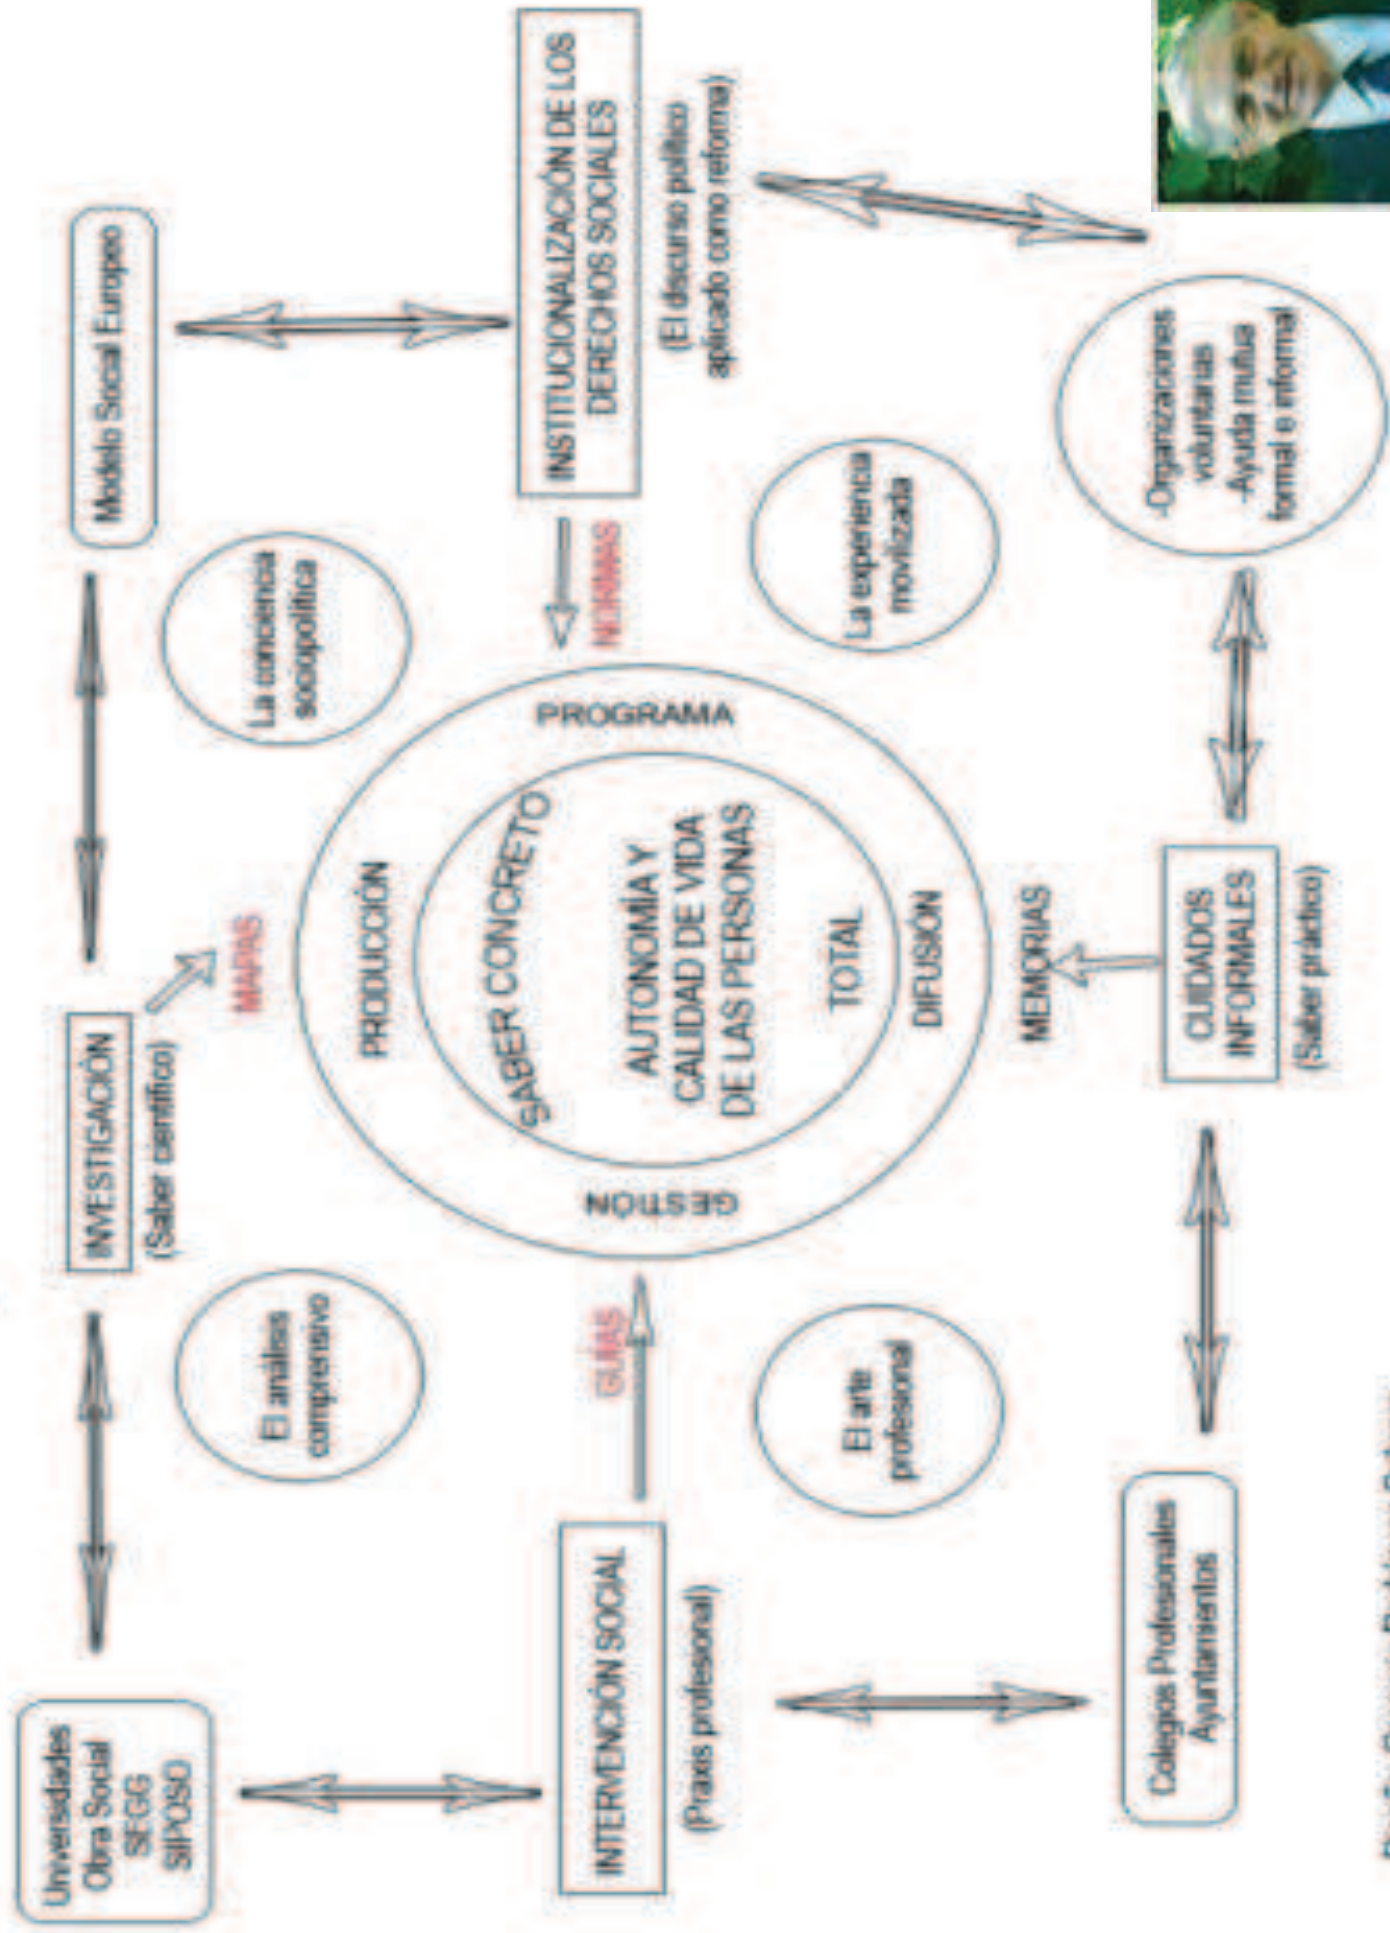 Universidades
Obra Social
SEGG
SIPOSO
INVESTIGACIÓN
(Saber científico)
Modelo Social Europeo
El análisis
comprensivo
MAPAS
La conciencia
sociopolítica
INTERVENCIÓN SOCIAL
(Praxis profesional)
GUÍAS
GESTIÓN
PRODUCCIÓN
SABER CONCRETO
AUTONOMÍA Y
CALIDAD DE VIDA
DE LAS PERSONAS
TOTAL
DIFUSIÓN
PROGRAMA
NORMAS
INSTITUCIONALIZACIÓN DE LOS
DERECHOS SOCIALES
(El discurso político
aplicado como reforma)
El arte
profesional
MEMORIAS
La experiencia
movilizada
Colegios Profesionales
Ayuntamientos
CUIDADOS
INFORMALES
(Saber práctico)
-Organizaciones
voluntarias
-Ayuda mutua
formal e informal